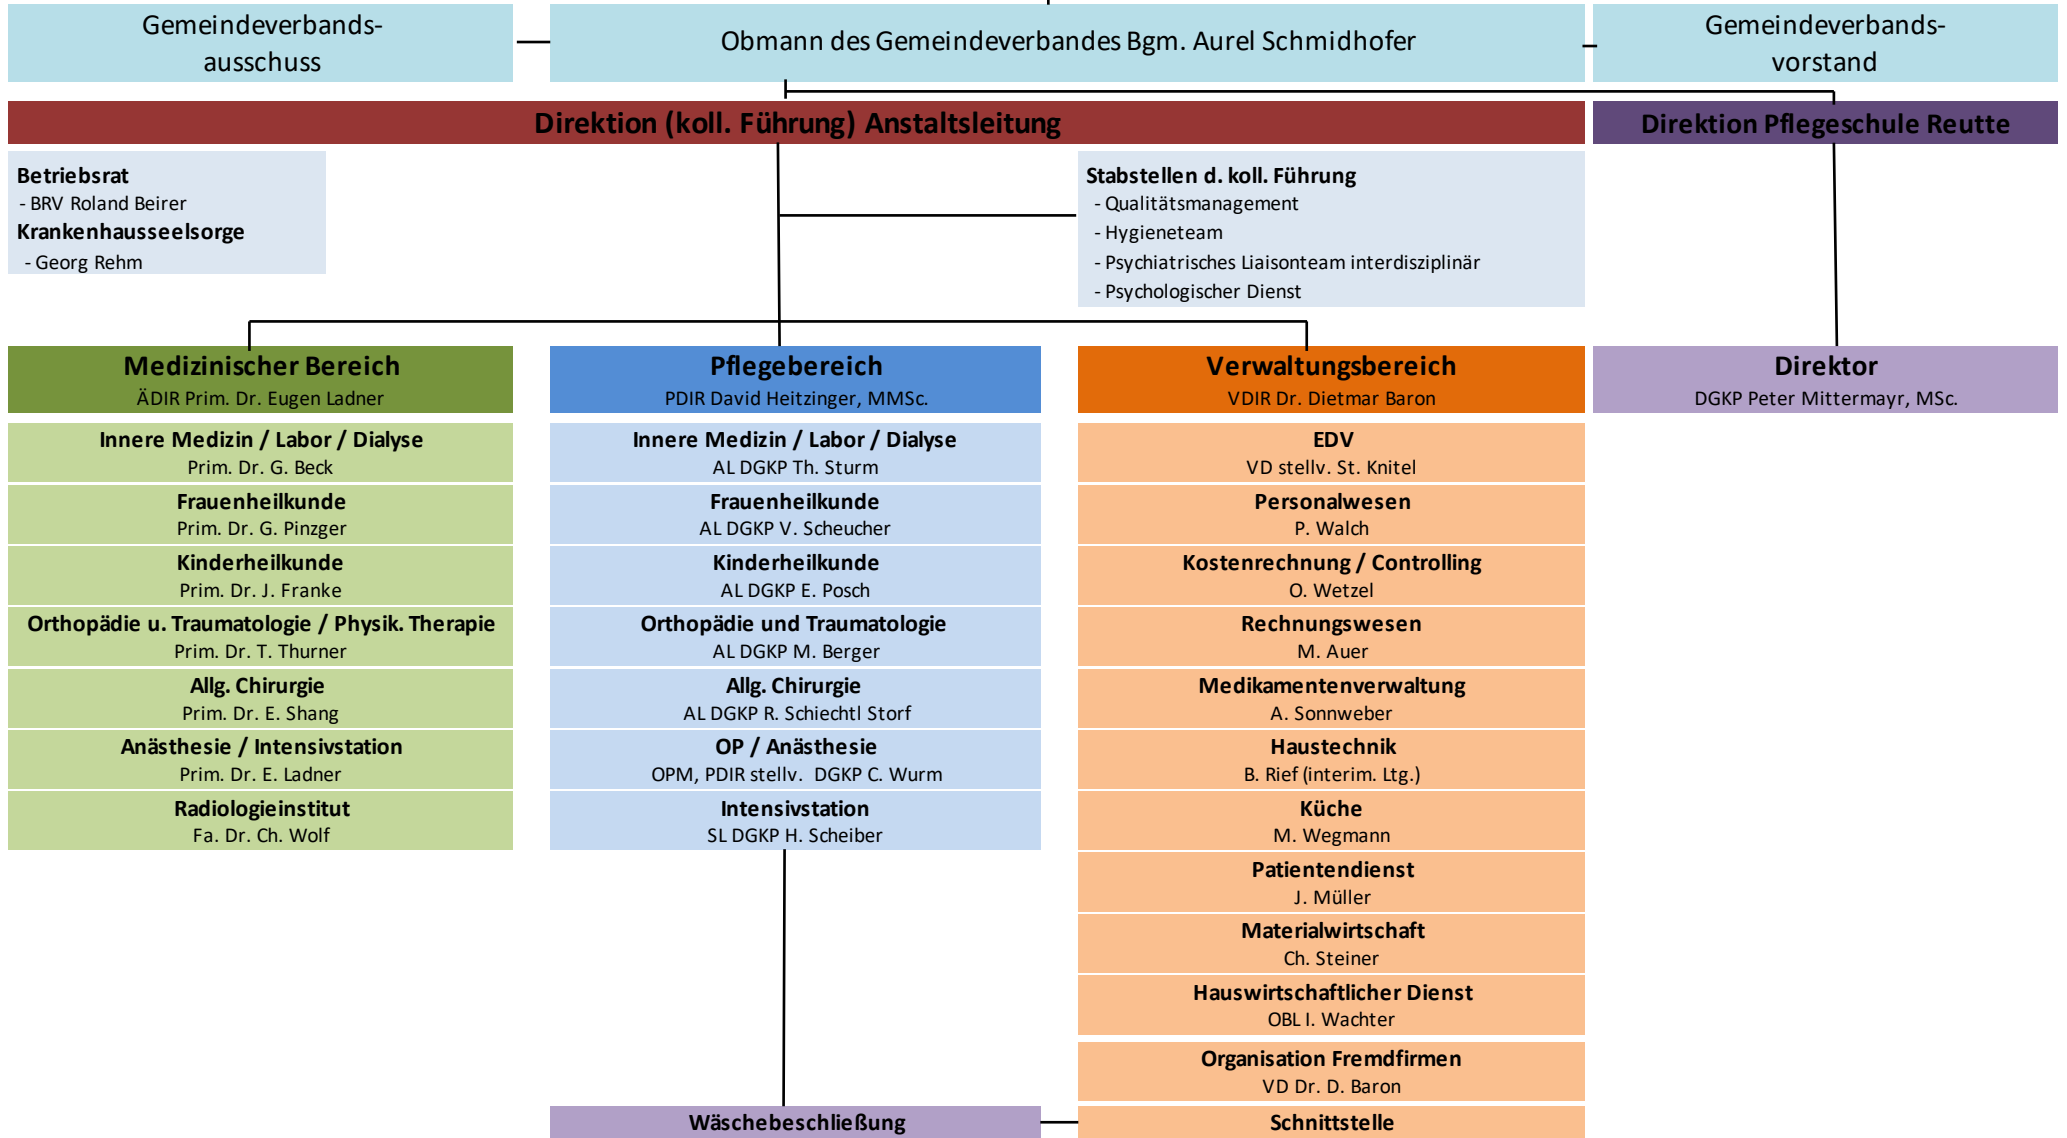 Gemeindeverbands-
ausschuss
Obmann des Gemeindeverbandes Bgm. Aurel Schmidhofer
Gemeindeverbands-
vorstand
Direktion (koll. Führung) Anstaltsleitung
Direktion Pflegeschule Reutte
Betriebsrat
- BRV Roland Beirer
Krankenhausseelsorge
- Georg Rehm
Stabstellen d. koll. Führung
- Qualitätsmanagement
- Hygieneteam
- Psychiatrisches Liaisonteam interdisziplinär
- Psychologischer Dienst
Medizinischer Bereich
ÄDIR Prim. Dr. Eugen Ladner
Innere Medizin / Labor / Dialyse
Prim. Dr. G. Beck
Frauenheilkunde
Prim. Dr. G. Pinzger
Kinderheilkunde
Prim. Dr. J. Franke
Orthopädie u. Traumatologie / Physik. Therapie
Prim. Dr. T. Thurner
Allg. Chirurgie
Prim. Dr. E. Shang
Anästhesie / Intensivstation
Prim. Dr. E. Ladner
Radiologieinstitut
Fa. Dr. Ch. Wolf
Pflegebereich
PDIR David Heitzinger, MMSc.
Innere Medizin / Labor / Dialyse
AL DGKP Th. Sturm
Frauenheilkunde
AL DGKP V. Scheucher
Kinderheilkunde
AL DGKP E. Posch
Orthopädie und Traumatologie
AL DGKP M. Berger
Allg. Chirurgie
AL DGKP R. Schiechtl Storf
OP / Anästhesie
OPM, PDIR stellv. DGKP C. Wurm
Intensivstation
SL DGKP H. Scheiber
Wäschebeschließung
Verwaltungsbereich
VDIR Dr. Dietmar Baron
EDV
VD stellv. St. Knitel
Personalwesen
P. Walch
Kostenrechnung / Controlling
O. Wetzel
Rechnungswesen
M. Auer
Medikamentenverwaltung
A. Sonnweber
Haustechnik
B. Rief (interim. Ltg.)
Küche
M. Wegmann
Patientendienst
J. Müller
Materialwirtschaft
Ch. Steiner
Hauswirtschaftlicher Dienst
OBL I. Wachter
Organisation Fremdfirmen
VD Dr. D. Baron
Schnittstelle
Direktor
DGKP Peter Mittermayr, MSc.